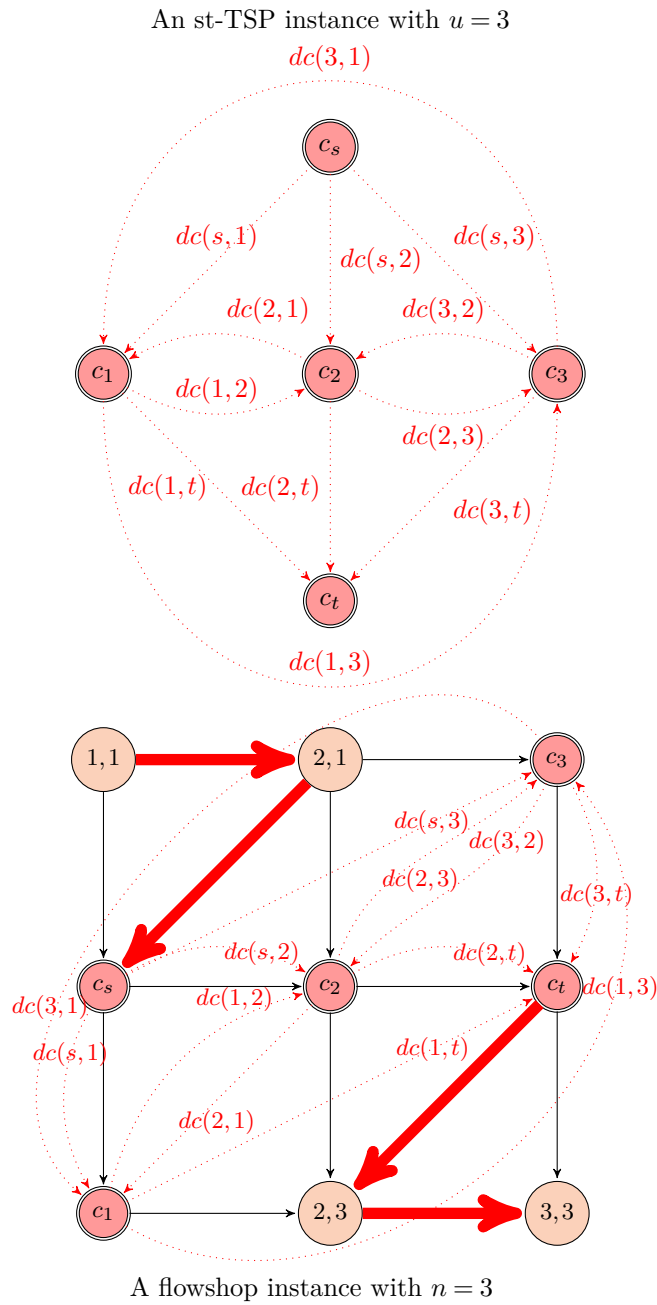 An st-TSP instance with u = 3
dc(3, 1)
c_s
dc(s, 1)
dc(s, 2)
dc(s, 3)
dc(2, 1)
dc(3, 2)
c_1
c_2
c_3
dc(1, 2)
dc(2, 3)
dc(1, t)
dc(2, t)
dc(3, t)
c_t
dc(1, 3)
1, 1
2, 1
c_3
dc(s, 3)
dc(3, 2)
dc(2, 3)
dc(3, t)
dc(s, 2)
dc(2, t)
c_s
c_2
c_t
dc(1, 3)
dc(3, 1)
dc(1, 2)
dc(s, 1)
dc(1, t)
dc(2, 1)
c_1
2, 3
3, 3
A flowshop instance with n = 3